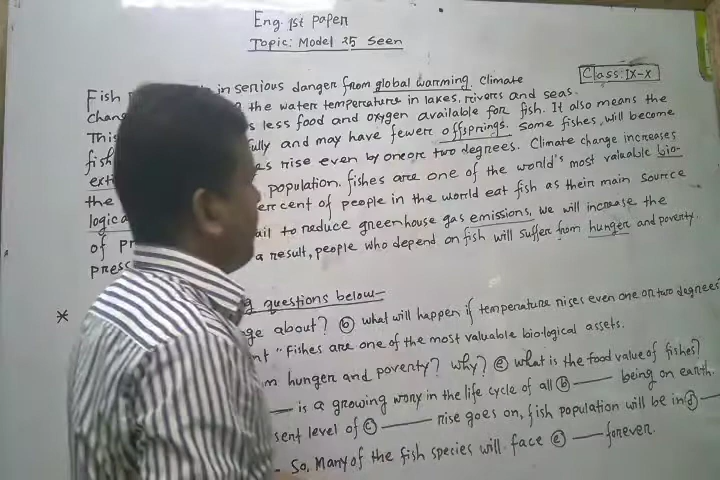 Eng. 1st Paper
Topic: Model 25 Seen
Class: IX-X
Fish in serious danger from global warming. Climate
the water temperature in lakes, rivers and seas.
This less food and oxygen available for fish. It also means the
fish fully and may have fewer offsprings. Some fishes, will become
rise even by one or two degrees. Climate change increases
the population. fishes are one of the world's most valuable bio-
logica cent of people in the world eat fish as their main source
of to reduce greenhouse gas emissions, we will increase the
press a result, people who depend on fish will suffer from hunger and poverty.
* questions below-
about? ⓑ what will happen if temperature rises even one or two degrees?
"Fishes are one of the most valuable biological assets.
hunger and poverty? why? ⓔ what is the food value of fishes?
is a growing wory in the life cycle of all ⓑ — being on earth.
sent level of ⓒ — rise goes on, fish population will be in ⓓ —
So, Many of the fish species will face ⓔ — forever.